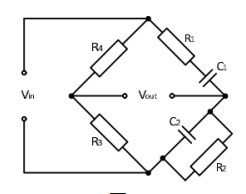 R₄
R₁
C₁
Vᵢₙ
Vₒᵤₜ
C₂
R₃
R₂